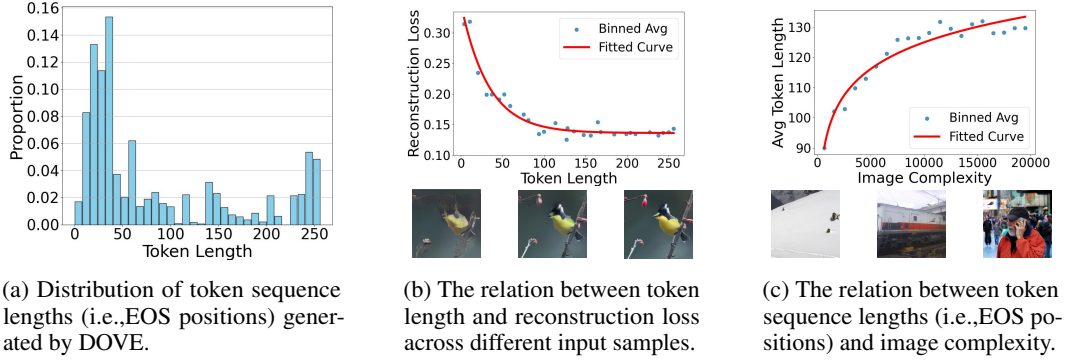 0.16
0.14
0.12
0.10
0.08
0.06
0.04
0.02
0.00
Proportion
0 50 100 150 200 250
Token Length
(a) Distribution of token sequence
lengths (i.e.,EOS positions) gener-
ated by DOVE.
0.30
0.25
0.20
0.15
0.10
Reconstruction Loss
Binned Avg
Fitted Curve
0 50 100 150 200 250
Token Length
(b) The relation between token
length and reconstruction loss
across different input samples.
130
120
110
100
90
Avg Token Length
Binned Avg
Fitted Curve
0 5000 10000 15000 20000
Image Complexity
(c) The relation between token
sequence lengths (i.e.,EOS po-
sitions) and image complexity.